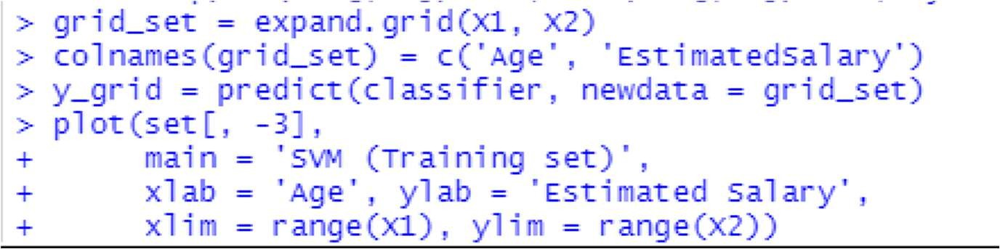 > grid_set = expand.grid(X1, X2)
> colnames(grid_set) = c('Age', 'EstimatedSalary')
> y_grid = predict(classifier, newdata = grid_set)
> plot(set[, -3],
+      main = 'SVM (Training set)',
+      xlab = 'Age', ylab = 'Estimated Salary',
+      xlim = range(X1), ylim = range(X2))